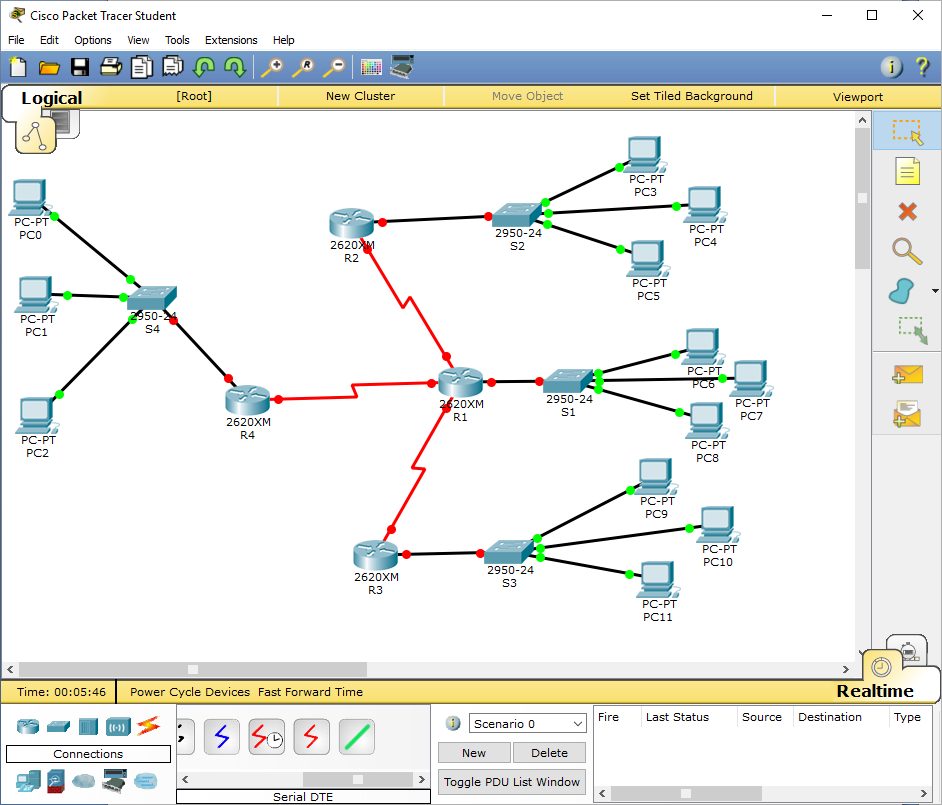 Cisco Packet Tracer Student
File Edit Options View Tools Extensions Help
Logical [Root] New Cluster Move Object Set Tiled Background Viewport
PC-PT
PC3
PC-PT
PC0
PC-PT
PC4
2950-24
S2
2620XM
R2
PC-PT
PC5
PC-PT
PC1
2950-24
S4
PC-PT
PC6
2620XM
R1
2950-24
S1
PC-PT
PC7
2620XM
R4
PC-PT
PC2
PC-PT
PC8
PC-PT
PC9
PC-PT
PC10
2620XM
R3
2950-24
S3
PC-PT
PC11
Time: 00:05:46 Power Cycle Devices Fast Forward Time Realtime
Connections
Serial DTE
Scenario 0
New Delete
Toggle PDU List Window
Fire Last Status Source Destination Type